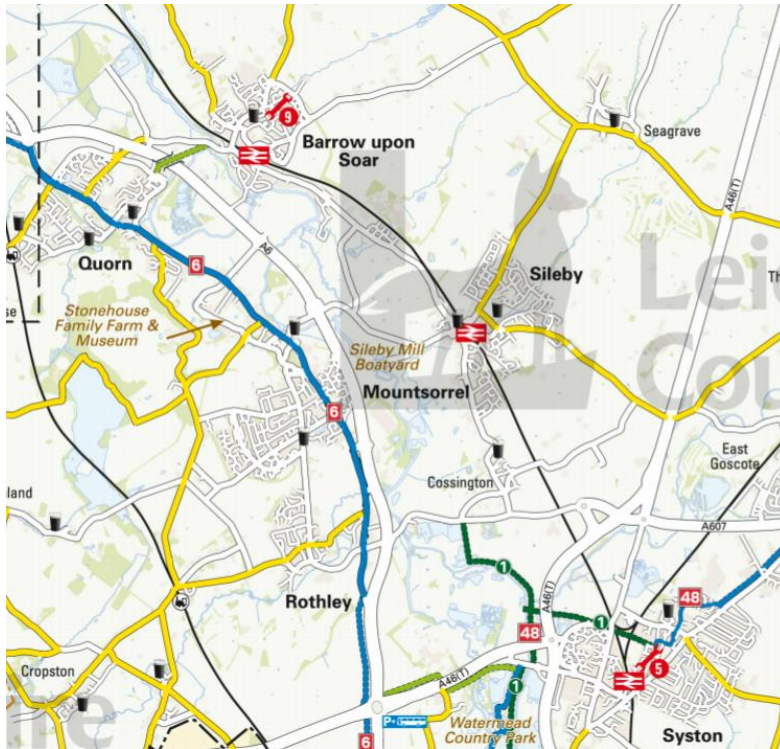 9
Barrow upon
Soar
Seagrave
A46(T)
A6
Quorn
6
Sileby
Stonehouse
Family Farm &
Museum
Sileby Mill
Boatyard
Mountsorrel
6
Lei
Cou
East
Goscote
Cossington
A607
1
Rothley
A46(T)
48
48
1
5
Cropston
A46(T)
1
P+
Watermead
Country Park
Syston
6